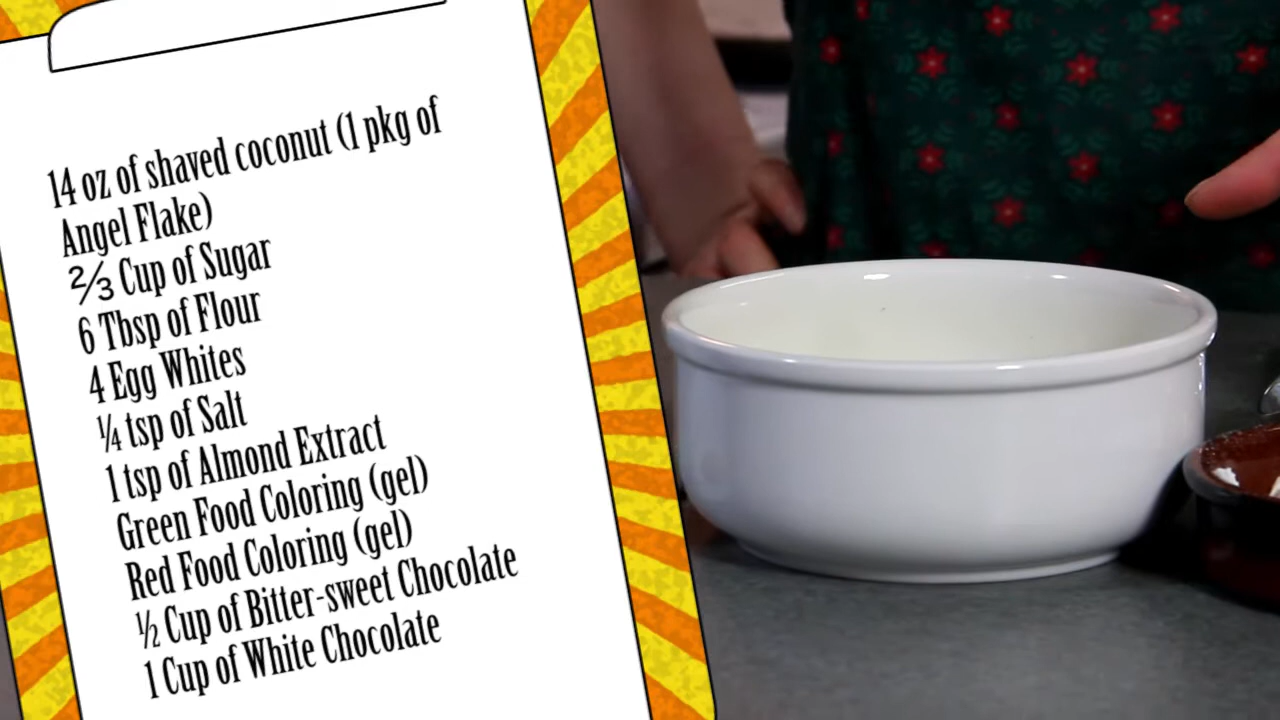 14 oz of shaved coconut (1 pkg of
Angel Flake)
⅔ Cup of Sugar
6 Tbsp of Flour
4 Egg Whites
¼ tsp of Salt
1 tsp of Almond Extract
Green Food Coloring (gel)
Red Food Coloring (gel)
½ Cup of Bitter-sweet Chocolate
1 Cup of White Chocolate